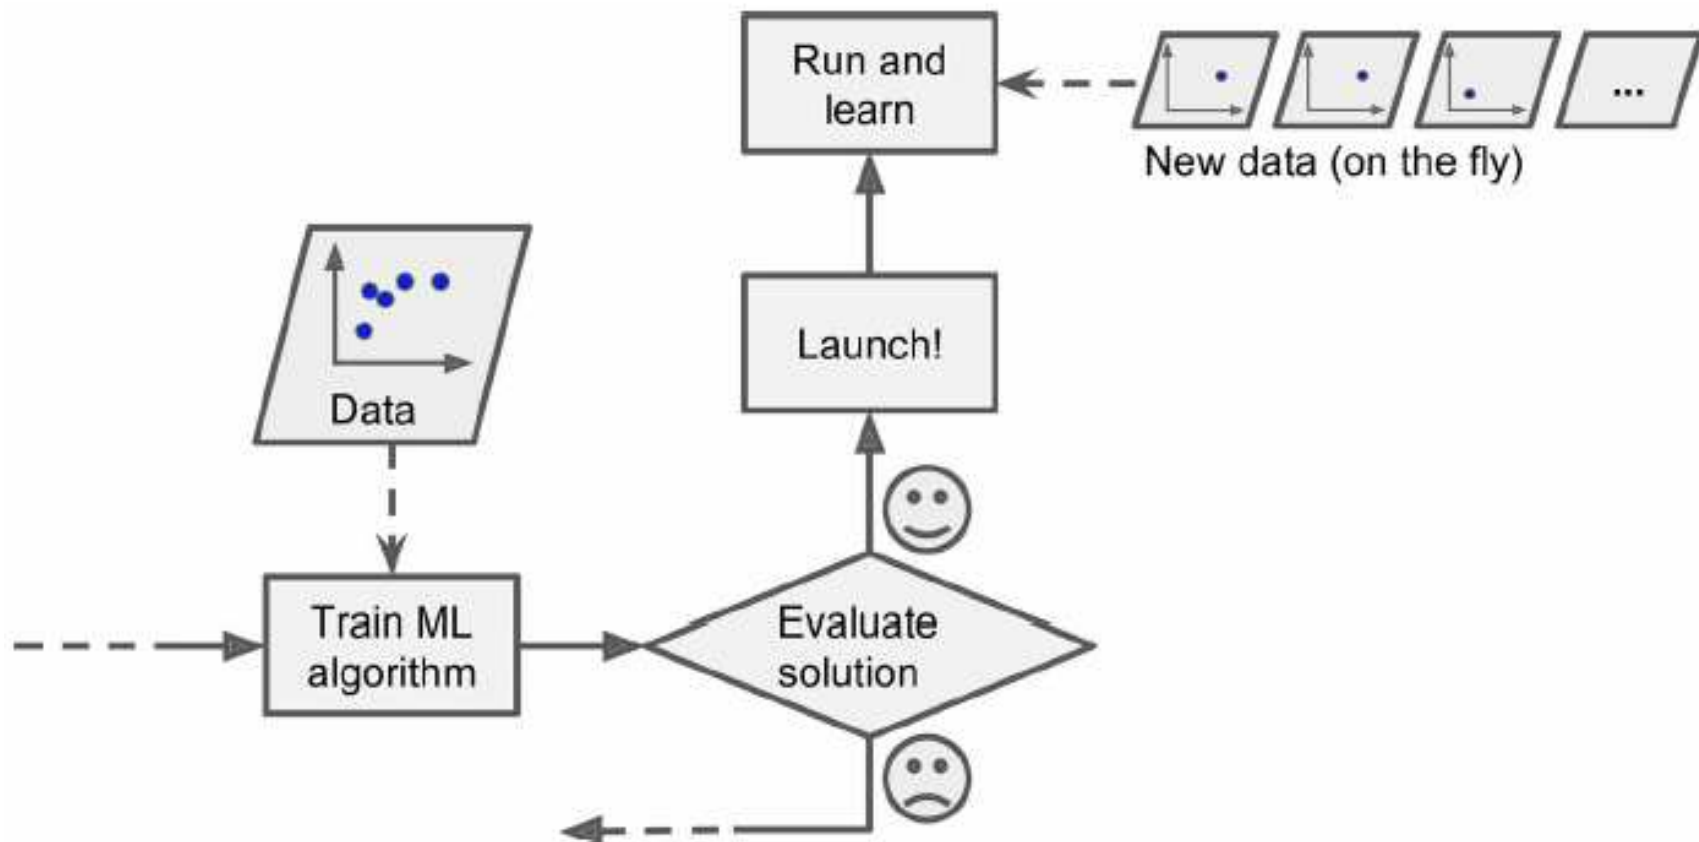 Run and
learn
...
New data (on the fly)
Launch!
Data
Train ML
algorithm
Evaluate
solution